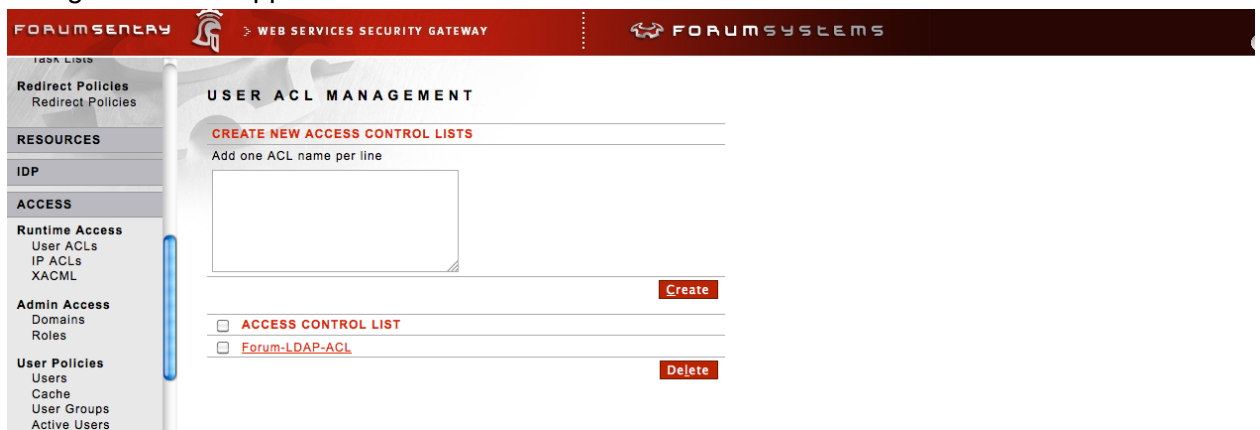 FORUMSENTRY
> WEB SERVICES SECURITY GATEWAY
FORUMSYSTEMS
Task Lists
Redirect Policies
Redirect Policies
RESOURCES
IDP
ACCESS
Runtime Access
User ACLs
IP ACLs
XACML
Admin Access
Domains
Roles
User Policies
Users
Cache
User Groups
Active Users
USER ACL MANAGEMENT
CREATE NEW ACCESS CONTROL LISTS
Add one ACL name per line
Create
ACCESS CONTROL LIST
Forum-LDAP-ACL
Delete